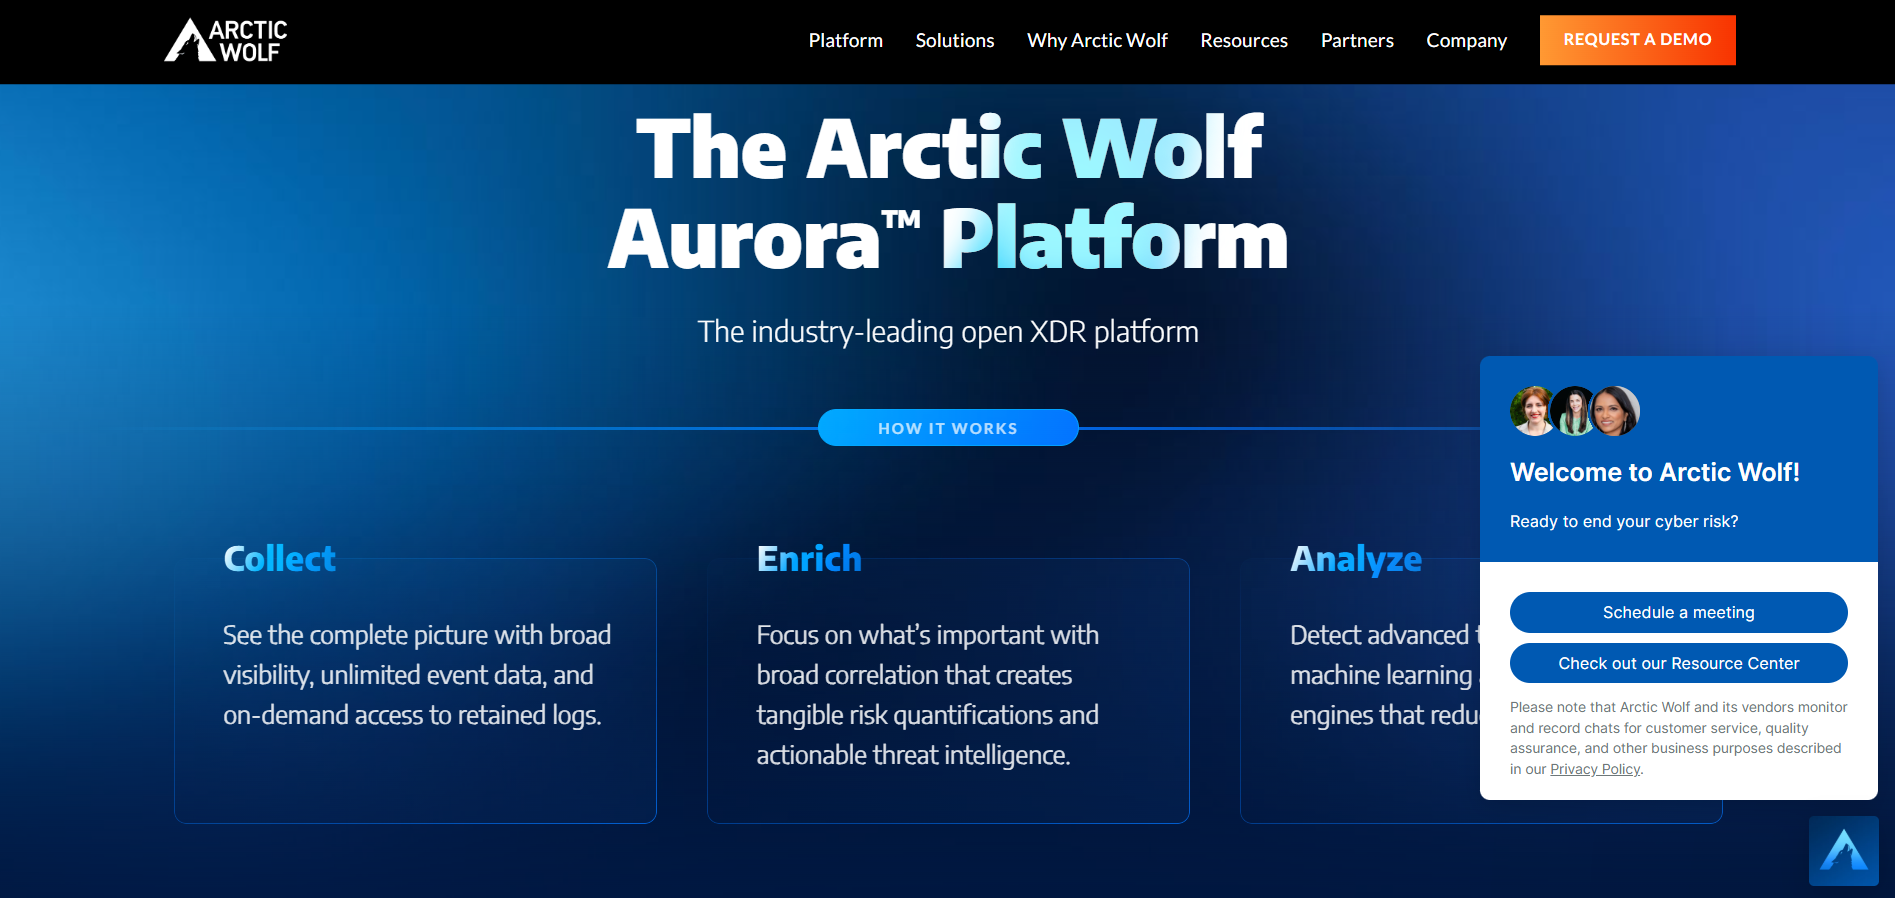 ARCTIC
WOLF
Platform
Solutions
Why Arctic Wolf
Resources
Partners
Company
REQUEST A DEMO
The Arctic Wolf
Aurora™ Platform
The industry-leading open XDR platform
HOW IT WORKS
Collect
See the complete picture with broad
visibility, unlimited event data, and
on-demand access to retained logs.
Enrich
Focus on what’s important with
broad correlation that creates
tangible risk quantifications and
actionable threat intelligence.
Analyze
Detect advanced
machine learning
engines that
Welcome to Arctic Wolf!
Ready to end your cyber risk?
Schedule a meeting
Check out our Resource Center
Please note that Arctic Wolf and its vendors monitor
and record chats for customer service, quality
assurance, and other business purposes described
in our Privacy Policy.